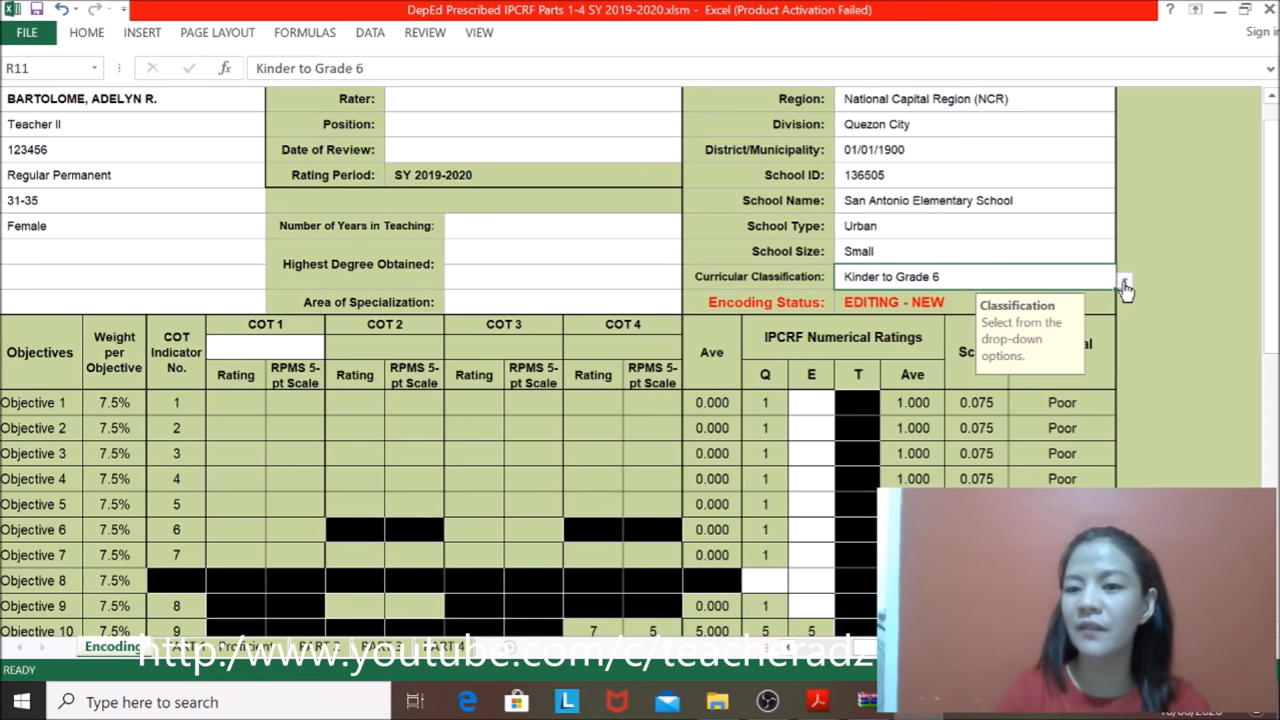 DepEd Prescribed IPCRF Parts 1-4 SY 2019-2020.xlsm - Excel (Product Activation Failed)
FILE HOME INSERT PAGE LAYOUT FORMULAS DATA REVIEW VIEW
R11 fx Kinder to Grade 6
BARTOLOME, ADELYN R. Rater: Region: National Capital Region (NCR)
Teacher II Position: Division: Quezon City
123456 Date of Review: District/Municipality: 01/01/1900
Regular Permanent Rating Period: SY 2019-2020 School ID: 136505
31-35 School Name: San Antonio Elementary School
Female Number of Years in Teaching: School Type: Urban
School Size: Small
Highest Degree Obtained:
Curricular Classification: Kinder to Grade 6
Area of Specialization: Encoding Status: EDITING - NEW
Classification
Select from the
drop-down
options.
Objectives Weight per Objective COT Indicator No. COT 1 COT 2 COT 3 COT 4 Ave IPCRF Numerical Ratings
Rating RPMS 5-pt Scale Rating RPMS 5-pt Scale Rating RPMS 5-pt Scale Rating RPMS 5-pt Scale Q E T Ave
Objective 1 7.5% 1 0.000 1 1.000 0.075 Poor
Objective 2 7.5% 2 0.000 1 1.000 0.075 Poor
Objective 3 7.5% 3 0.000 1 1.000 0.075 Poor
Objective 4 7.5% 4 0.000 1 1.000 0.075 Poor
Objective 5 7.5% 5 0.000 1
Objective 6 7.5% 6 0.000 1
Objective 7 7.5% 7 0.000 1
Objective 8 7.5%
Objective 9 7.5% 8 0.000 1
Objective 10 7.5% 9 7 5 5.000 5 5
Encoding Proficient PART 2 PART 3 PART 4
http:/www.youtube.com/c/teacheradz
READY
Type here to search